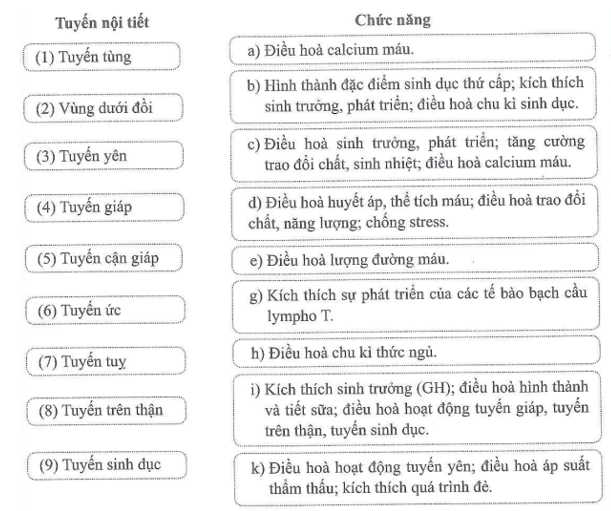 Tuyến nội tiết
(1) Tuyến tùng
(2) Vùng dưới đồi
(3) Tuyến yên
(4) Tuyến giáp
(5) Tuyến cận giáp
(6) Tuyến ức
(7) Tuyến tuỵ
(8) Tuyến trên thận
(9) Tuyến sinh dục
Chức năng
a) Điều hoà calcium máu.
b) Hình thành đặc điểm sinh dục thứ cấp; kích thích
sinh trưởng, phát triển; điều hoà chu kì sinh dục.
c) Điều hoà sinh trưởng, phát triển; tăng cường
trao đổi chất, sinh nhiệt; điều hoà calcium máu.
d) Điều hoà huyết áp, thể tích máu; điều hoà trao đổi
chất, năng lượng; chống stress.
e) Điều hoà lượng đường máu.
g) Kích thích sự phát triển của các tế bào bạch cầu
lympho T.
h) Điều hoà chu kì thức ngủ.
i) Kích thích sinh trưởng (GH); điều hoà hình thành
và tiết sữa; điều hoà hoạt động tuyến giáp, tuyến
trên thận, tuyến sinh dục.
k) Điều hoà hoạt động tuyến yên; điều hoà áp suất
thẩm thấu; kích thích quá trình đẻ.